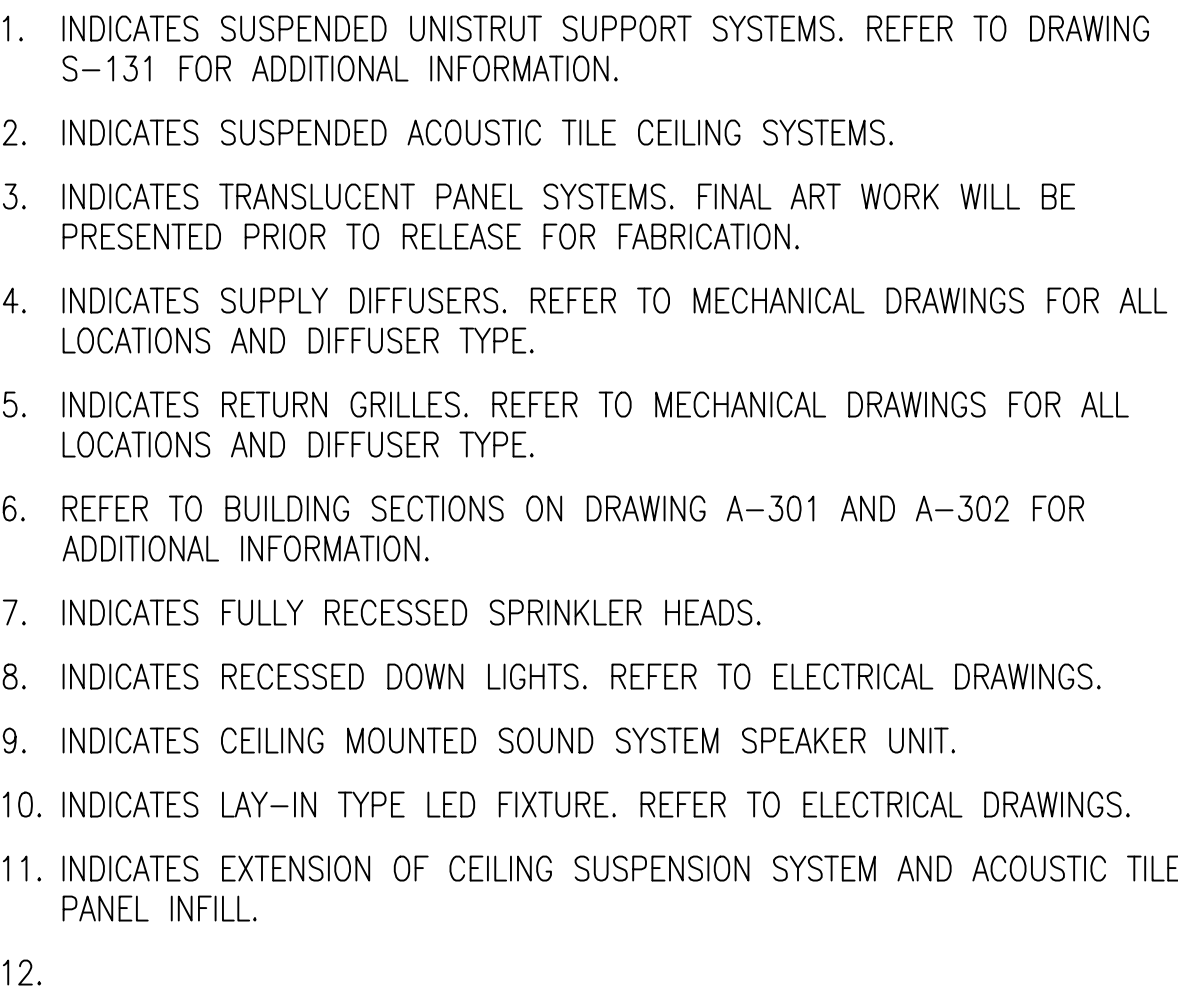 1. INDICATES SUSPENDED UNISTRUT SUPPORT SYSTEMS. REFER TO DRAWING
S-131 FOR ADDITIONAL INFORMATION.
2. INDICATES SUSPENDED ACOUSTIC TILE CEILING SYSTEMS.
3. INDICATES TRANSLUCENT PANEL SYSTEMS. FINAL ART WORK WILL BE
PRESENTED PRIOR TO RELEASE FOR FABRICATION.
4. INDICATES SUPPLY DIFFUSERS. REFER TO MECHANICAL DRAWINGS FOR ALL
LOCATIONS AND DIFFUSER TYPE.
5. INDICATES RETURN GRILLES. REFER TO MECHANICAL DRAWINGS FOR ALL
LOCATIONS AND DIFFUSER TYPE.
6. REFER TO BUILDING SECTIONS ON DRAWING A-301 AND A-302 FOR
ADDITIONAL INFORMATION.
7. INDICATES FULLY RECESSED SPRINKLER HEADS.
8. INDICATES RECESSED DOWN LIGHTS. REFER TO ELECTRICAL DRAWINGS.
9. INDICATES CEILING MOUNTED SOUND SYSTEM SPEAKER UNIT.
10. INDICATES LAY-IN TYPE LED FIXTURE. REFER TO ELECTRICAL DRAWINGS.
11. INDICATES EXTENSION OF CEILING SUSPENSION SYSTEM AND ACOUSTIC TILE
PANEL INFILL.
12.